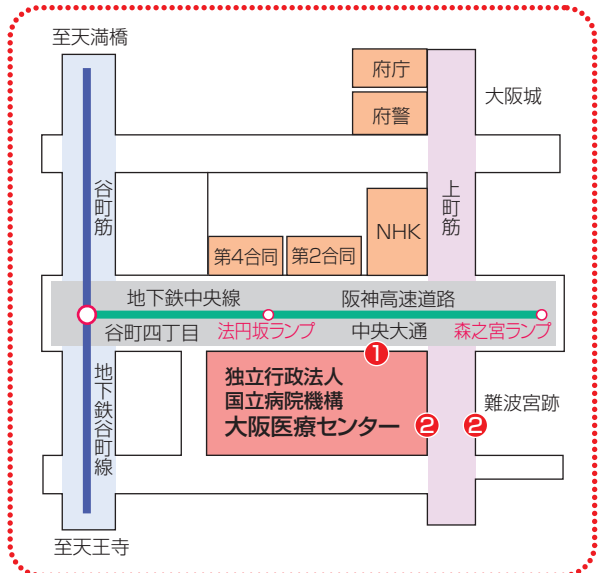 至天満橋
府庁
府警
大阪城
谷町筋
上町筋
NHK
第4合同
第2合同
地下鉄中央線
阪神高速道路
谷町四丁目
法円坂ランプ
中央大通
森之宮ランプ
1
独立行政法人
国立病院機構
大阪医療センター
2
2
難波宮跡
地下鉄谷町線
至天王寺